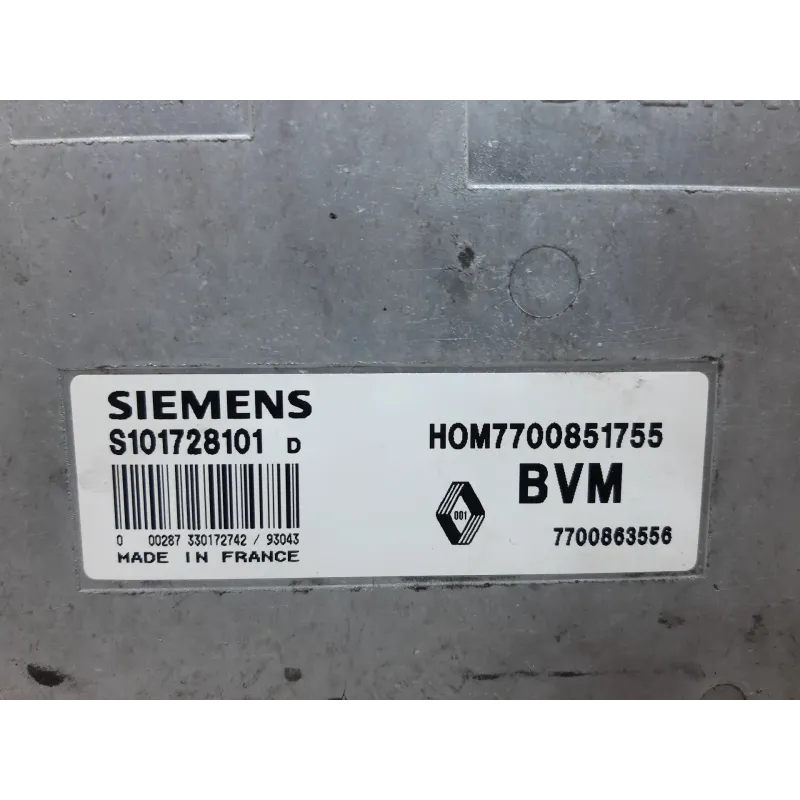 SIEMENS
S101728101 D
0 00287 330172742 / 93043
MADE IN FRANCE
HOM7700851755
BVM
001
7700863556